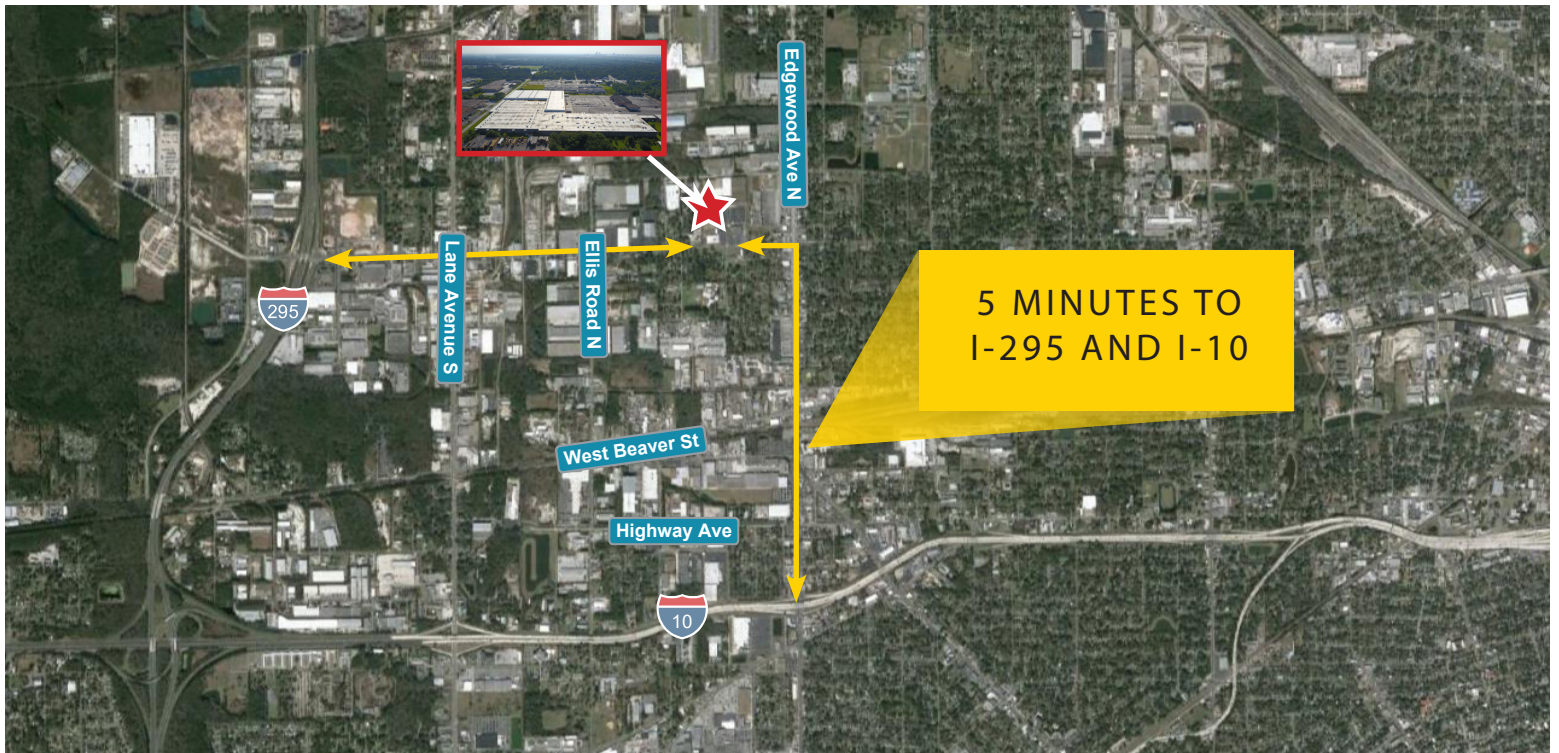 Edgewood Ave N
Lane Avenue S
Ellis Road N
295
5 MINUTES TO
I-295 AND I-10
West Beaver St
Highway Ave
10